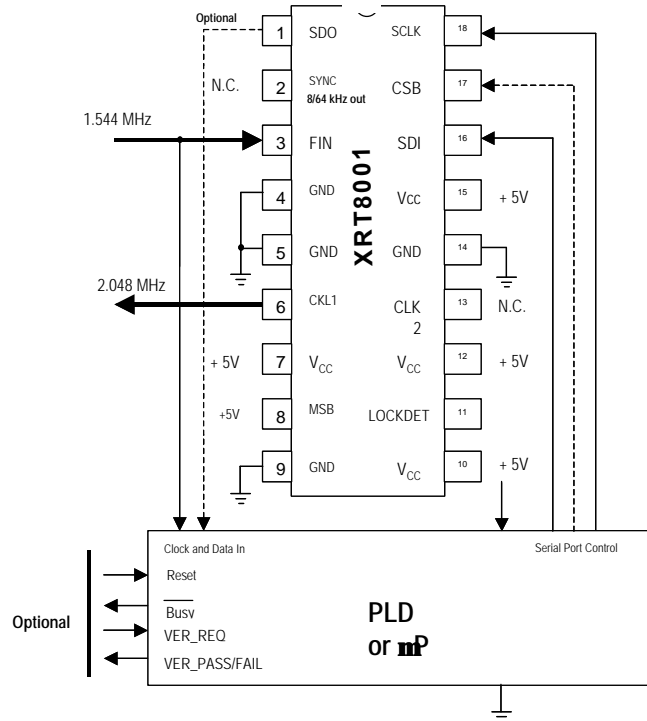 Optional
1 SDO SCLK 18
N.C. 2 SYNC CSB 17
8/64 kHz out
1.544 MHz
3 FIN SDI 16
4 GND Vcc 15 + 5V
XRT8001
5 GND GND 14
2.048 MHz
6 CKL1 CLK 13 N.C.
2
+ 5V 7 VCC VCC 12 + 5V
+5V 8 MSB LOCKDET 11
9 GND VCC 10 + 5V
Clock and Data In Serial Port Control
Reset
Busy
Optional
VER_REQ
VER_PASS/FAIL
PLD
or mP